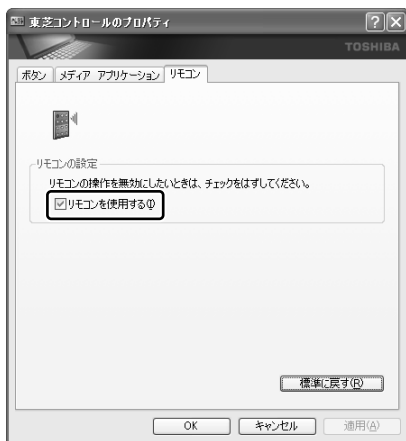 東芝コントロールのプロパティ
TOSHIBA
ボタン メディア アプリケーション リモコン
リモコンの設定
リモコンの操作を無効にしたいときは、チェックをはずしてください。
リモコンを使用する(I)
標準に戻す(R)
OK キャンセル 適用(A)